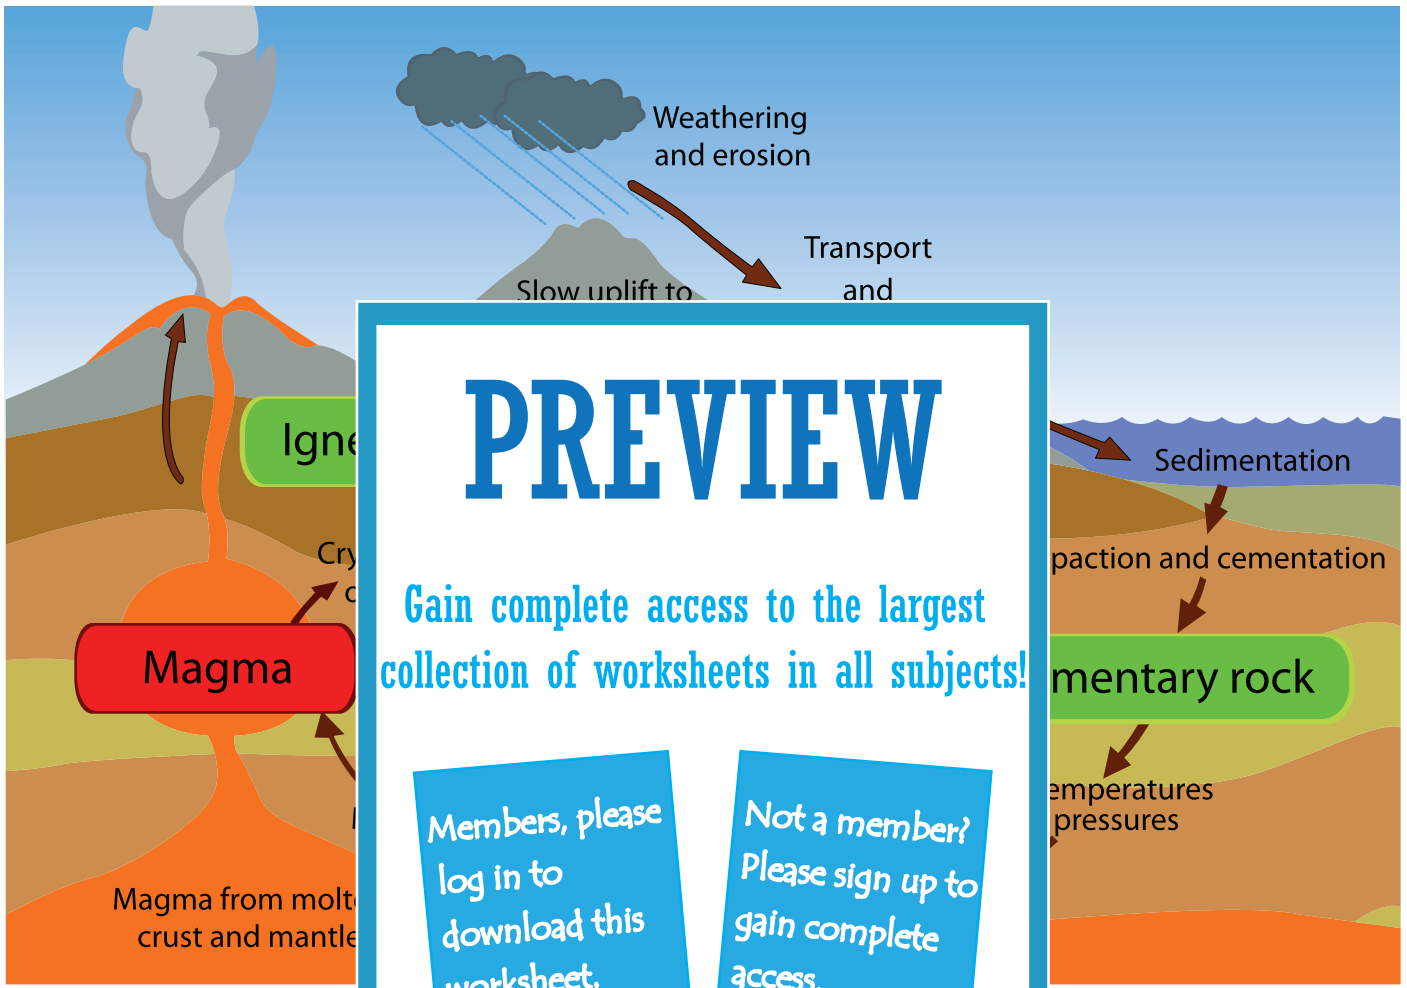 Weathering
and erosion
Transport
and
Slow uplift to
PREVIEW
Gain complete access to the largest
collection of worksheets in all subjects!
Members, please
log in to
download this
worksheet.
Not a member?
Please sign up to
gain complete
access.
Igne
Cry
Magma
Magma from molt
crust and mantle
Sedimentation
paction and cementation
mentary rock
emperatures
pressures